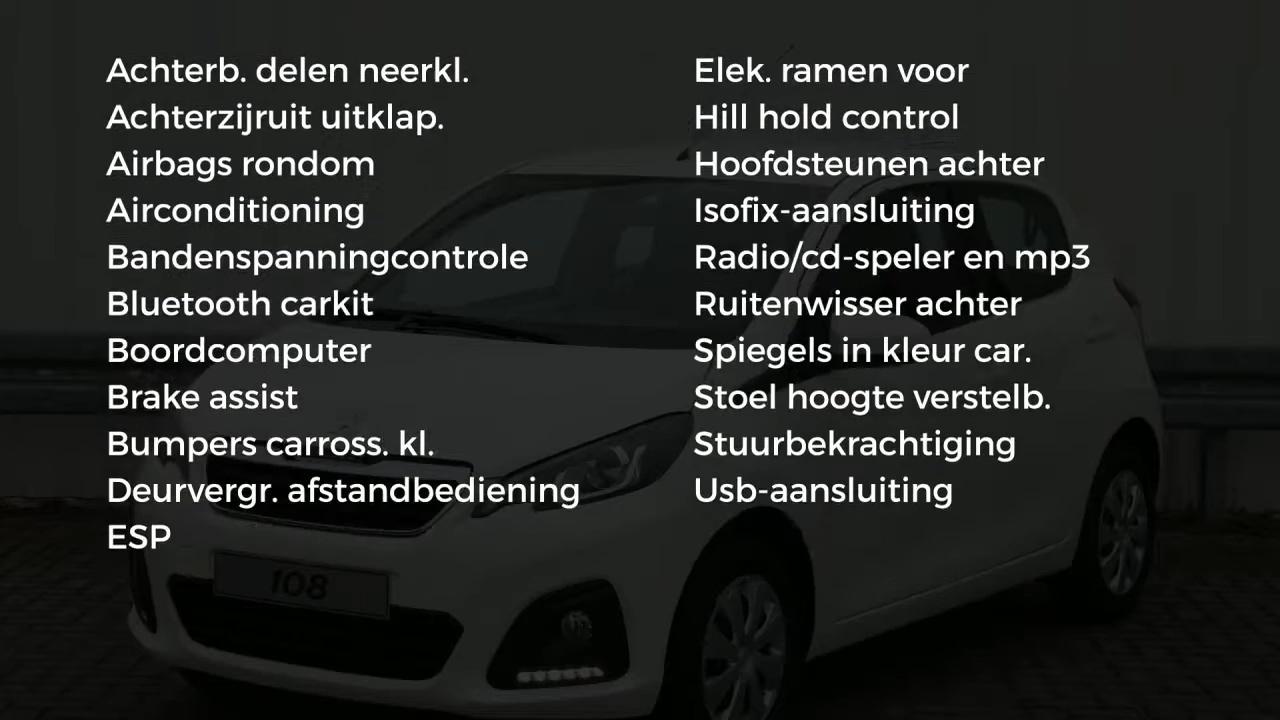 Achterb. delen neerkl.
Achterzijruit uitklap.
Airbags rondom
Airconditioning
Bandenspanningcontrole
Bluetooth carkit
Boordcomputer
Brake assist
Bumpers carross. kl.
Deurvergr. afstandbediening
ESP
Elek. ramen voor
Hill hold control
Hoofdsteunen achter
Isofix-aansluiting
Radio/cd-speler en mp3
Ruitenwisser achter
Spiegels in kleur car.
Stoel hoogte verstelb.
Stuurbekrachtiging
Usb-aansluiting
108